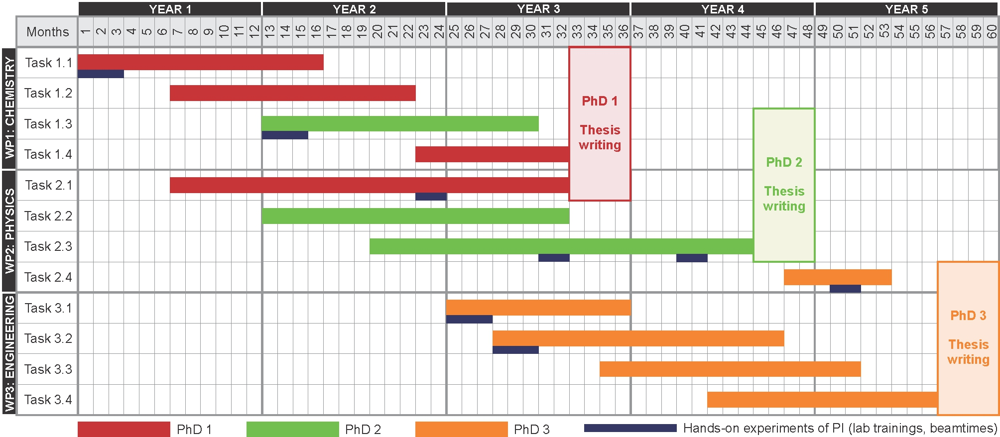 YEAR 1 YEAR 2 YEAR 3 YEAR 4 YEAR 5
Months 1 2 3 4 5 6 7 8 9 10 11 12 13 14 15 16 17 18 19 20 21 22 23 24 25 26 27 28 29 30 31 32 33 34 35 36 37 38 39 40 41 42 43 44 45 46 47 48 49 50 51 52 53 54 55 56 57 58 59 60
WP1: CHEMISTRY
Task 1.1
Task 1.2
Task 1.3
Task 1.4
PhD 1
Thesis
writing
WP2: PHYSICS
Task 2.1
Task 2.2
Task 2.3
Task 2.4
PhD 2
Thesis
writing
WP3: ENGINEERING
Task 3.1
Task 3.2
Task 3.3
Task 3.4
PhD 3
Thesis
writing
PhD 1 PhD 2 PhD 3 Hands-on experiments of PI (lab trainings, beamtimes)